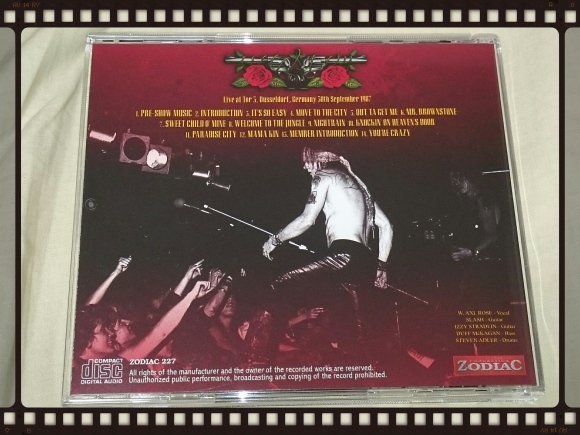 Live at Tor 3, Dusseldorf, Germany 30th September 1987
1. PRE-SHOW MUSIC 2. INTRODUCTION 3. IT'S SO EASY 4. MOVE TO THE CITY 5. OUT TA GET ME 6. MR. BROWNSTONE
7. SWEET CHILD O' MINE 8. WELCOME TO THE JUNGLE 9. NIGHTRAIN 10. KNOCKIN' ON HEAVEN'S DOOR
11. PARADISE CITY 12. MAMA KIN 13. MEMBER INTRODUCTION 14. YOU'RE CRAZY
W. AXL ROSE - Vocal
SLASH - Guitar
IZZY STRADLIN - Guitar
DUFF McKAGAN - Bass
STEVEN ADLER - Drums
COMPACT
disc
DIGITAL AUDIO
ZODIAC 227
All rights of the manufacturer and the owner of the recorded works are reserved.
Unauthorized public performance, broadcasting and copying of the record prohibited.
ZODIAC